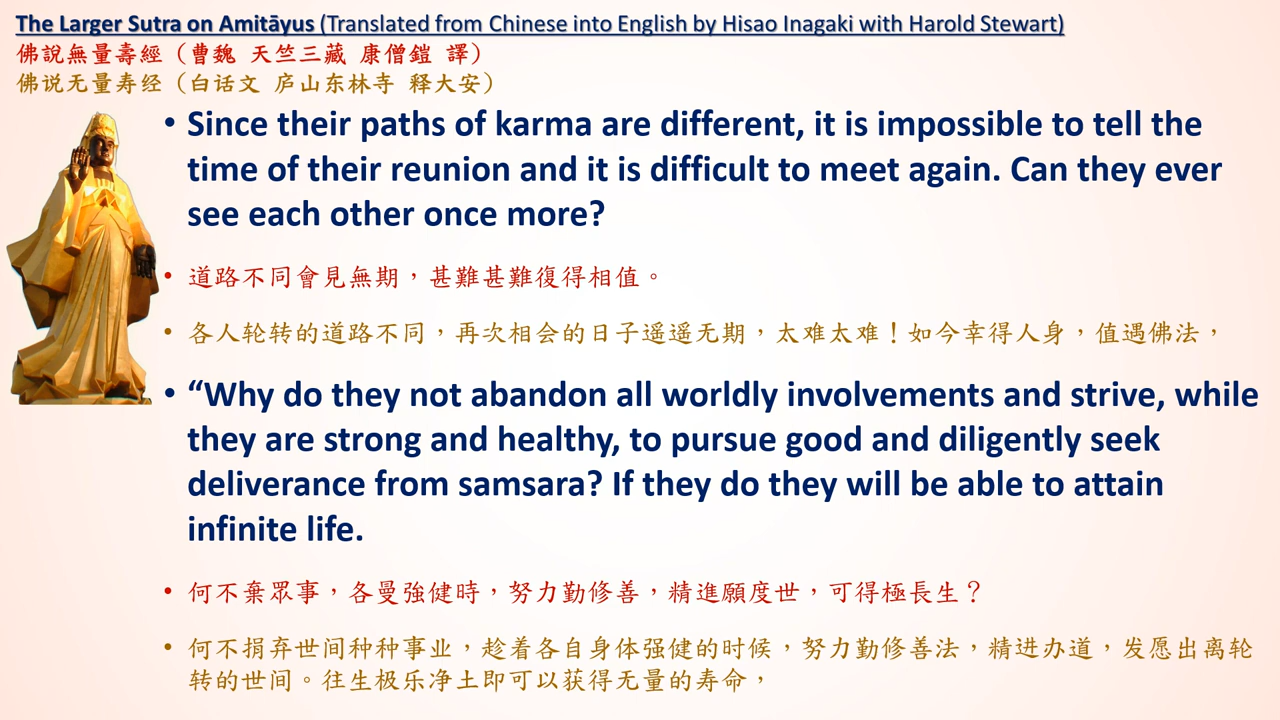 The Larger Sutra on Amitāyus (Translated from Chinese into English by Hisao Inagaki with Harold Stewart)
佛說無量壽經（曹魏 天竺三藏 康僧鎧 譯）
佛说无量寿经（白话文 庐山东林寺 释大安）
• Since their paths of karma are different, it is impossible to tell the
time of their reunion and it is difficult to meet again. Can they ever
see each other once more?
• 道路不同會見無期，甚難甚難復得相值。
• 各人轮转的道路不同，再次相会的日子遥遥无期，太难太难！如今幸得人身，值遇佛法，
• “Why do they not abandon all worldly involvements and strive, while
they are strong and healthy, to pursue good and diligently seek
deliverance from samsara? If they do they will be able to attain
infinite life.
• 何不棄眾事，各曼強健時，努力勤修善，精進願度世，可得極長生？
• 何不捐弃世间种种事业，趁着各自身体强健的时候，努力勤修善法，精进办道，发愿出离轮
转的世间。往生极乐净土即可以获得无量的寿命，